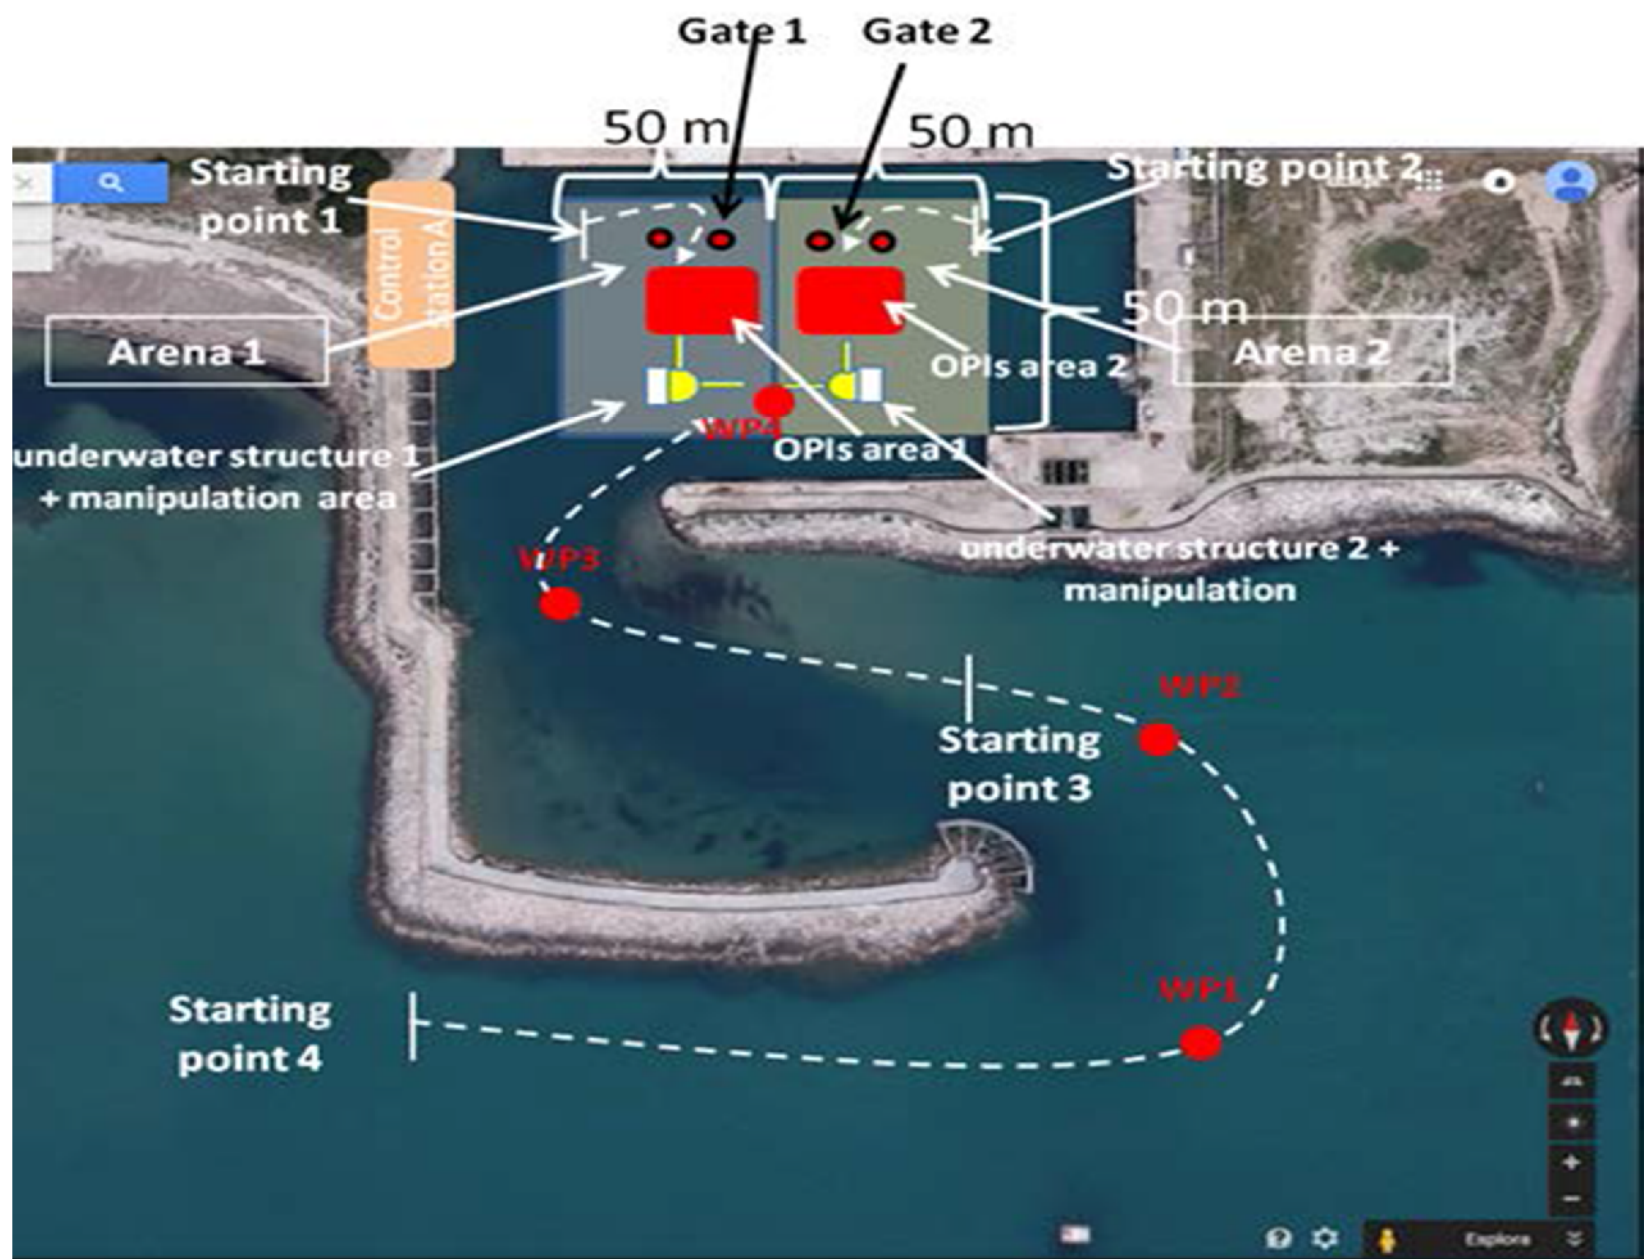 Gate 1
Gate 2
50 m
50 m
Starting
point 1
Starting point 2
Control
station A
50 m
Arena 1
Arena 2
OPIs area 2
WP4
OPIs area 1
underwater structure 1
+ manipulation area
WP3
underwater structure 2 +
manipulation
WP2
Starting
point 3
WP1
Starting
point 4
Esplora